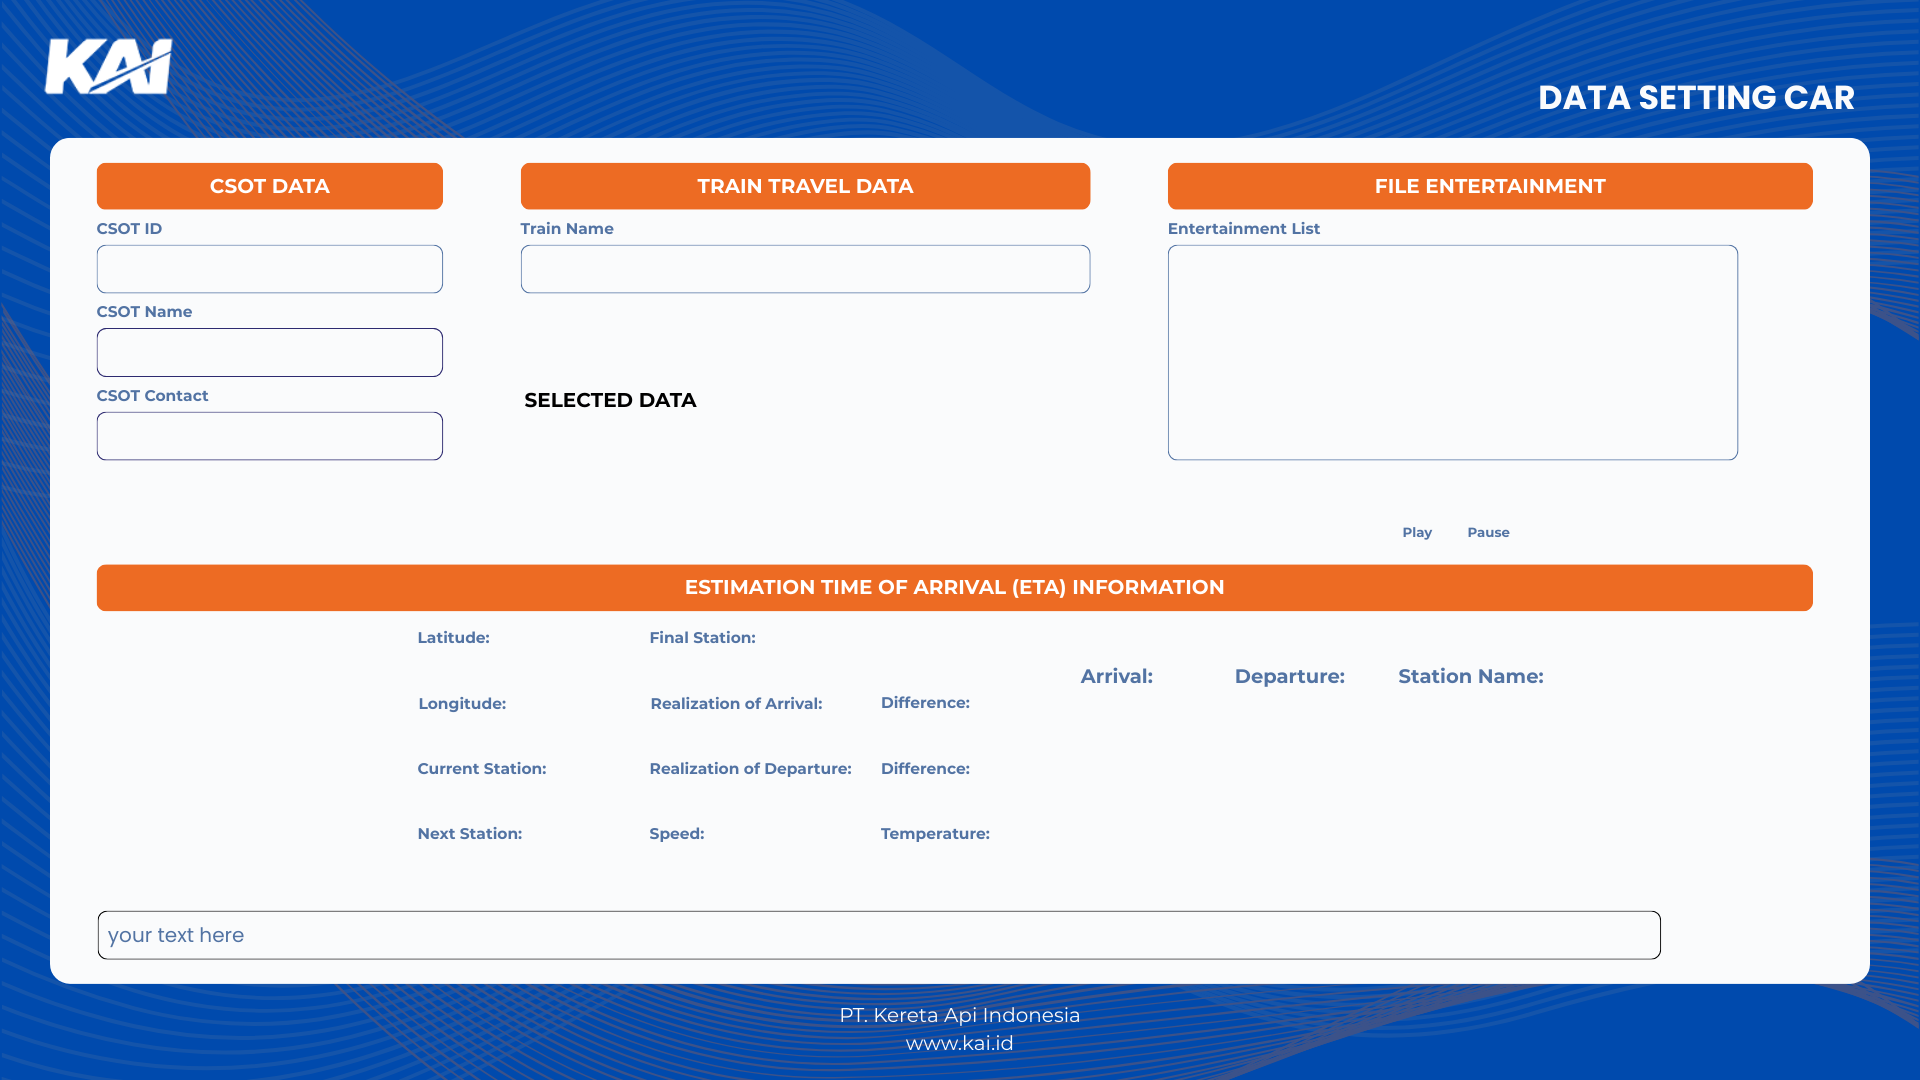 KAI
DATA SETTING CAR
CSOT DATA
CSOT ID
CSOT Name
CSOT Contact
TRAIN TRAVEL DATA
Train Name
SELECTED DATA
FILE ENTERTAINMENT
Entertainment List
Play Pause
ESTIMATION TIME OF ARRIVAL (ETA) INFORMATION
Latitude: Final Station:
Arrival: Departure: Station Name:
Longitude: Realization of Arrival: Difference:
Current Station: Realization of Departure: Difference:
Next Station: Speed: Temperature:
your text here
PT. Kereta Api Indonesia
www.kai.id